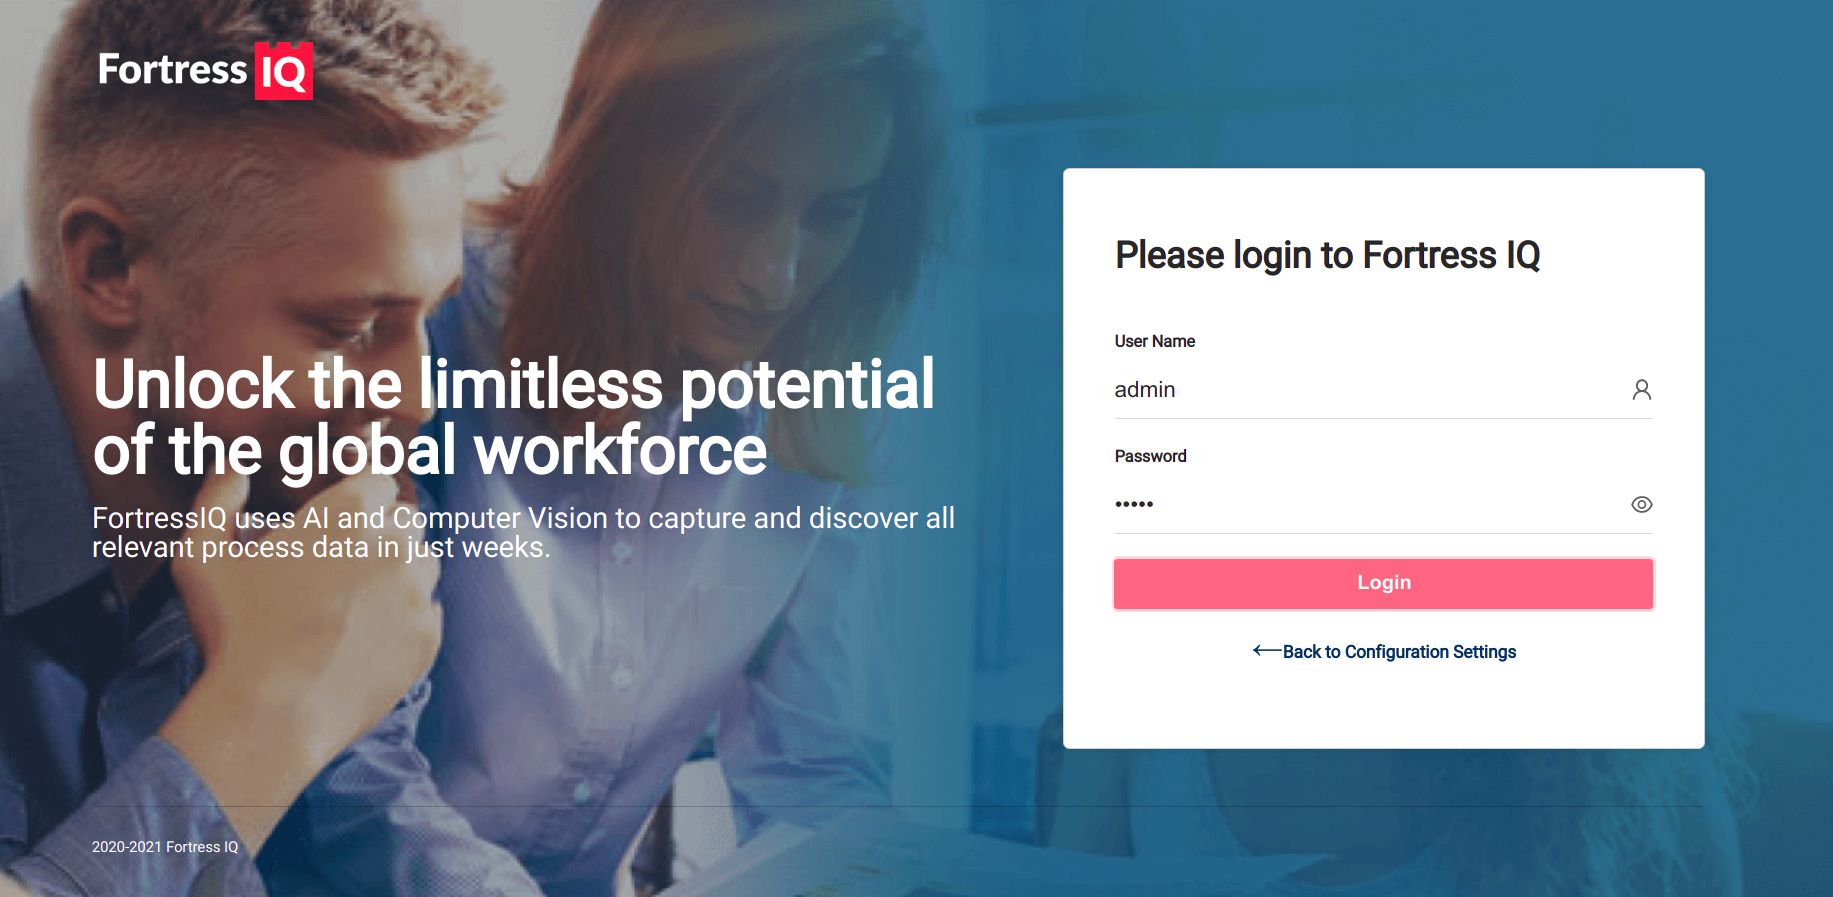 Fortress IQ
Unlock the limitless potential
of the global workforce
FortressIQ uses AI and Computer Vision to capture and discover all
relevant process data in just weeks.
2020-2021 Fortress IQ
Please login to Fortress IQ
User Name
admin
Password
•••••
Login
Back to Configuration Settings